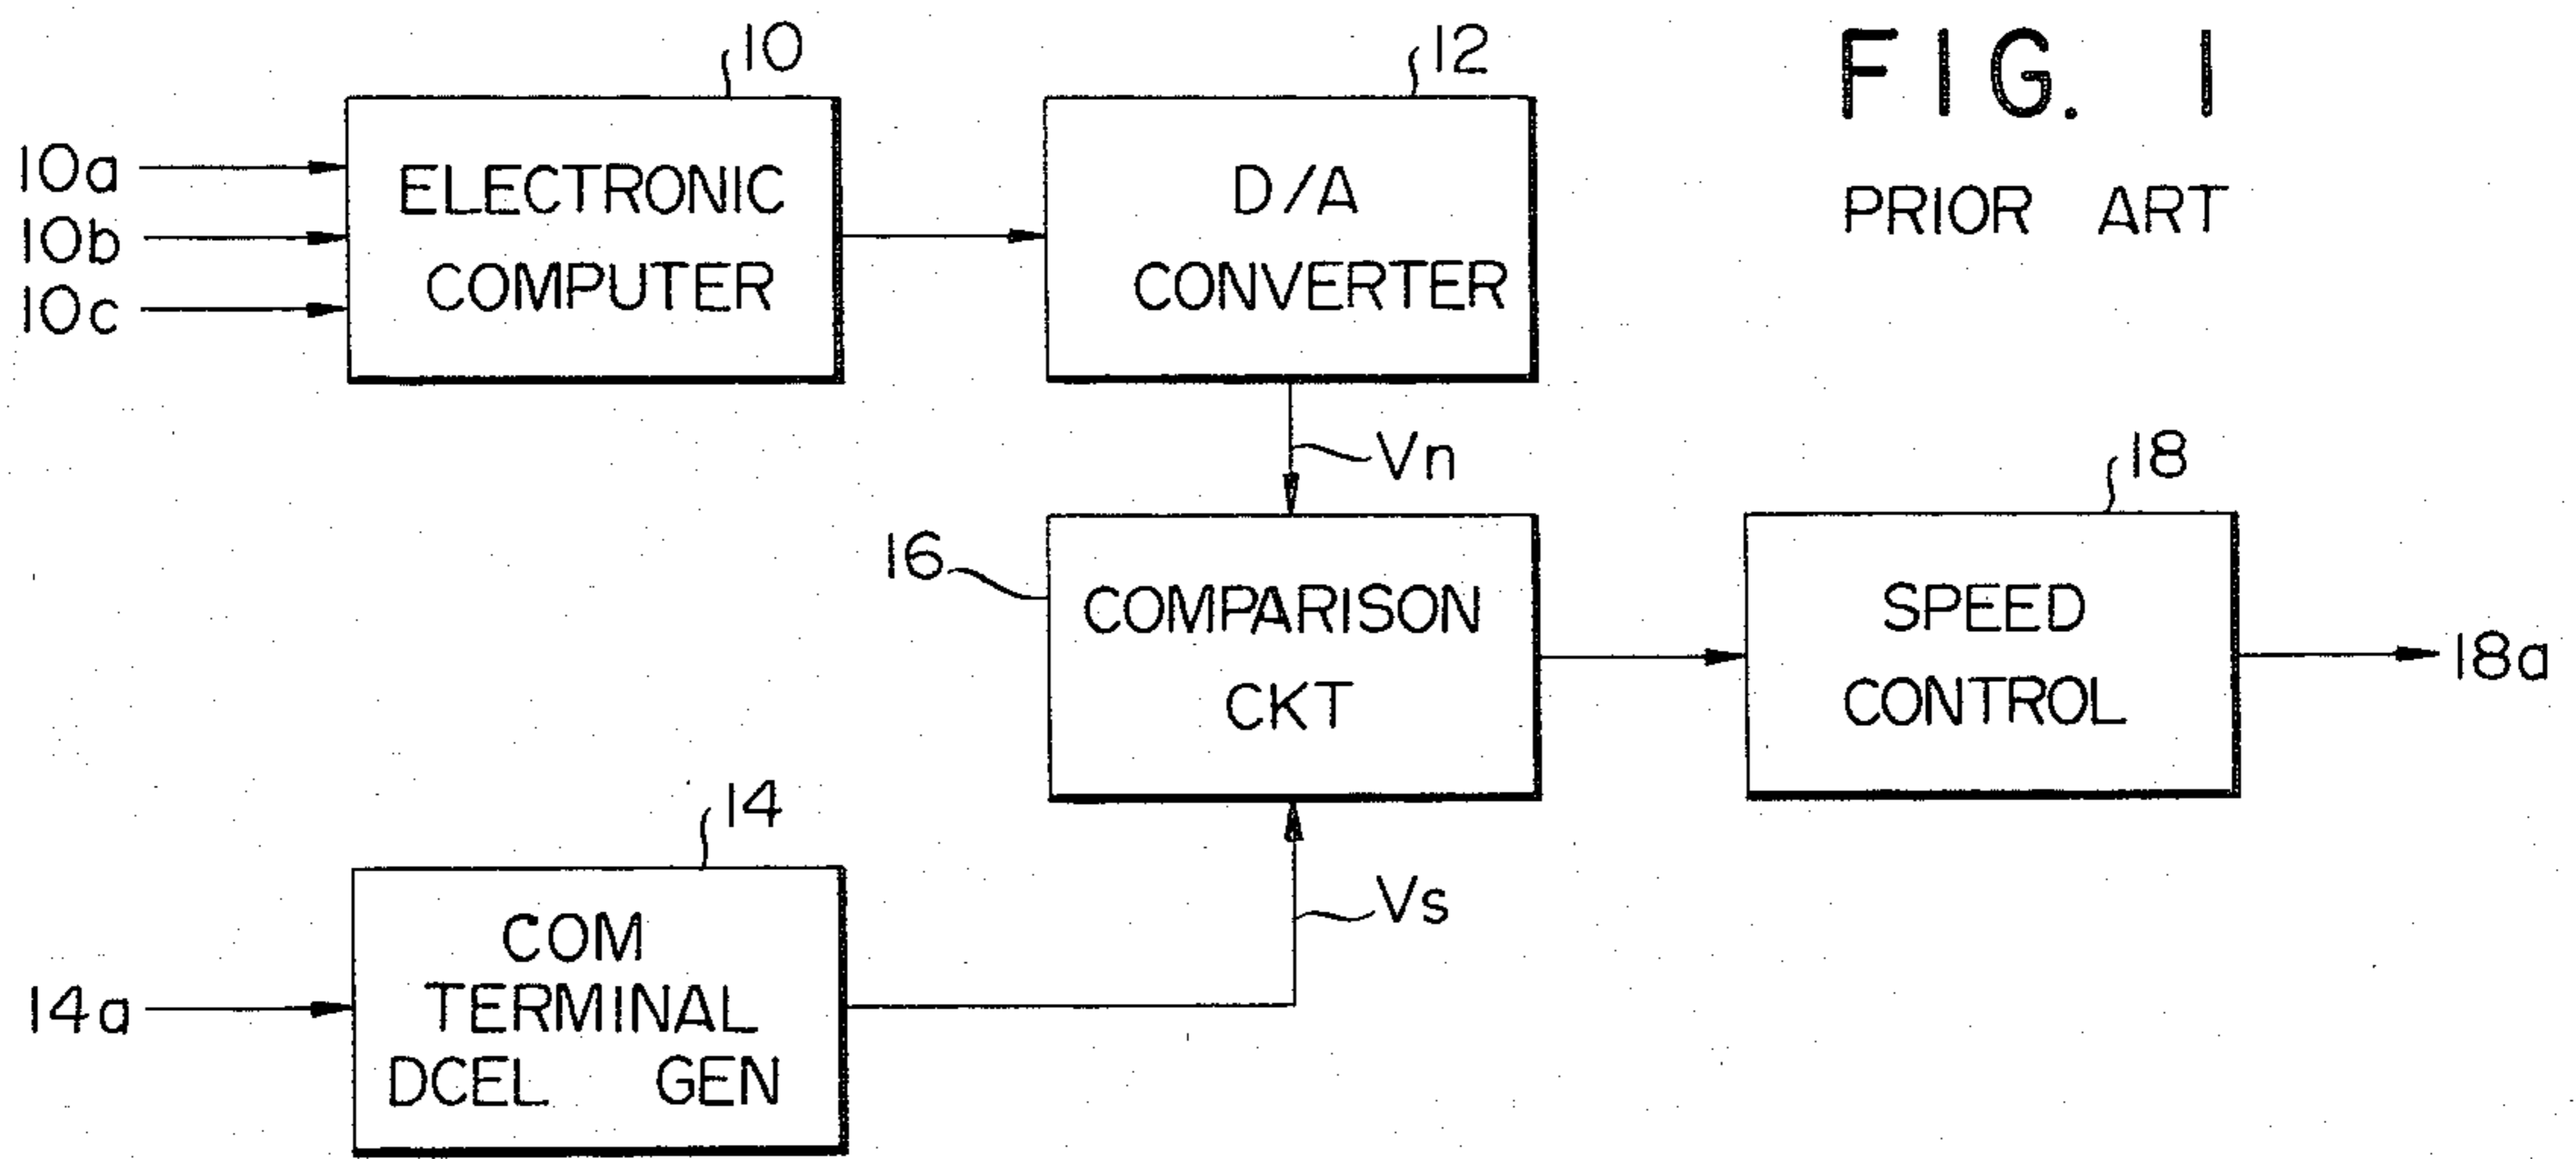 FIG. 1
PRIOR ART
10
12
10a
10b
10c
ELECTRONIC
COMPUTER
D/A
CONVERTER
Vn
16
18
COMPARISON
CKT
SPEED
CONTROL
18a
14
Vs
14a
COM
TERMINAL
DCEL GEN